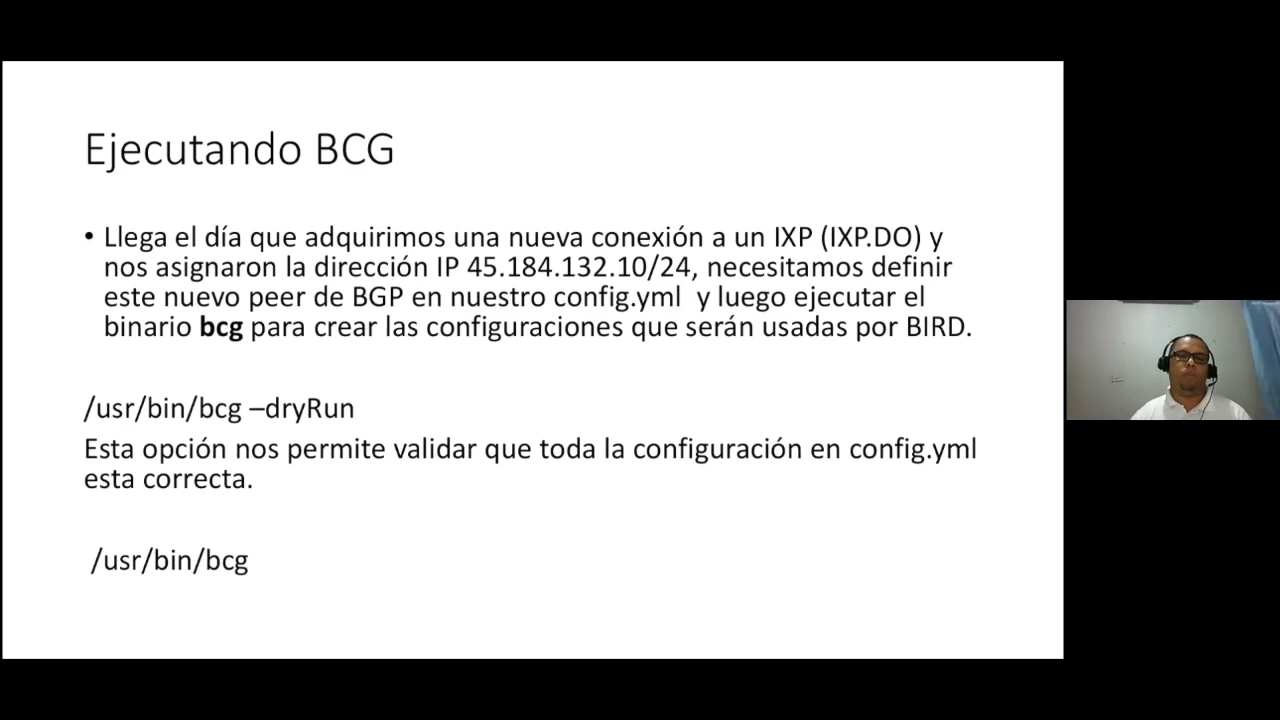 Ejecutando BCG
• Llega el día que adquirimos una nueva conexión a un IXP (IXP.DO) y
nos asignaron la dirección IP 45.184.132.10/24, necesitamos definir
este nuevo peer de BGP en nuestro config.yml  y luego ejecutar el
binario bcg para crear las configuraciones que serán usadas por BIRD.
/usr/bin/bcg –dryRun
Esta opción nos permite validar que toda la configuración en config.yml
esta correcta.
/usr/bin/bcg